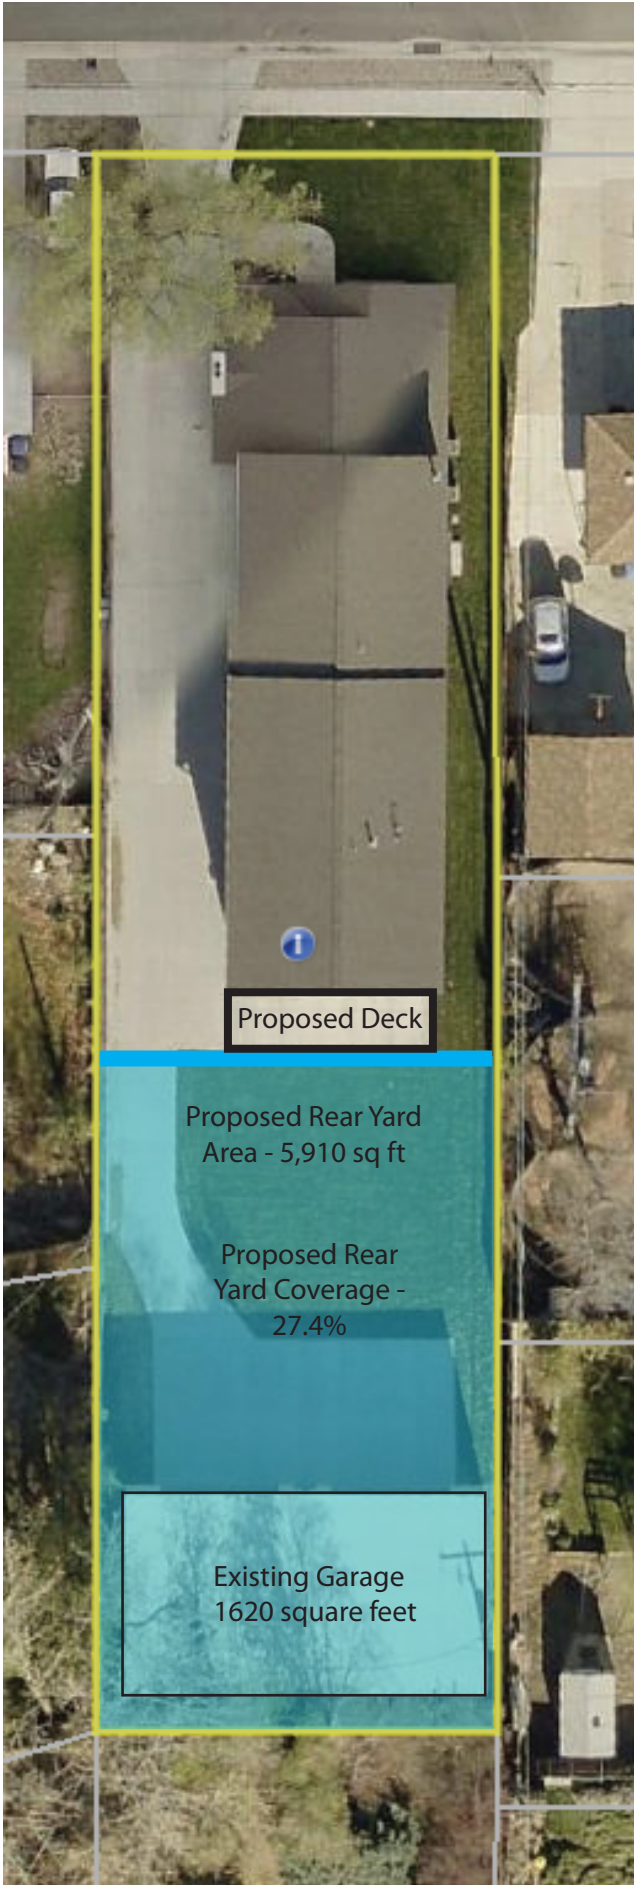 Proposed Deck
Proposed Rear Yard
Area - 5,910 sq ft
Proposed Rear
Yard Coverage -
27.4%
Existing Garage
1620 square feet